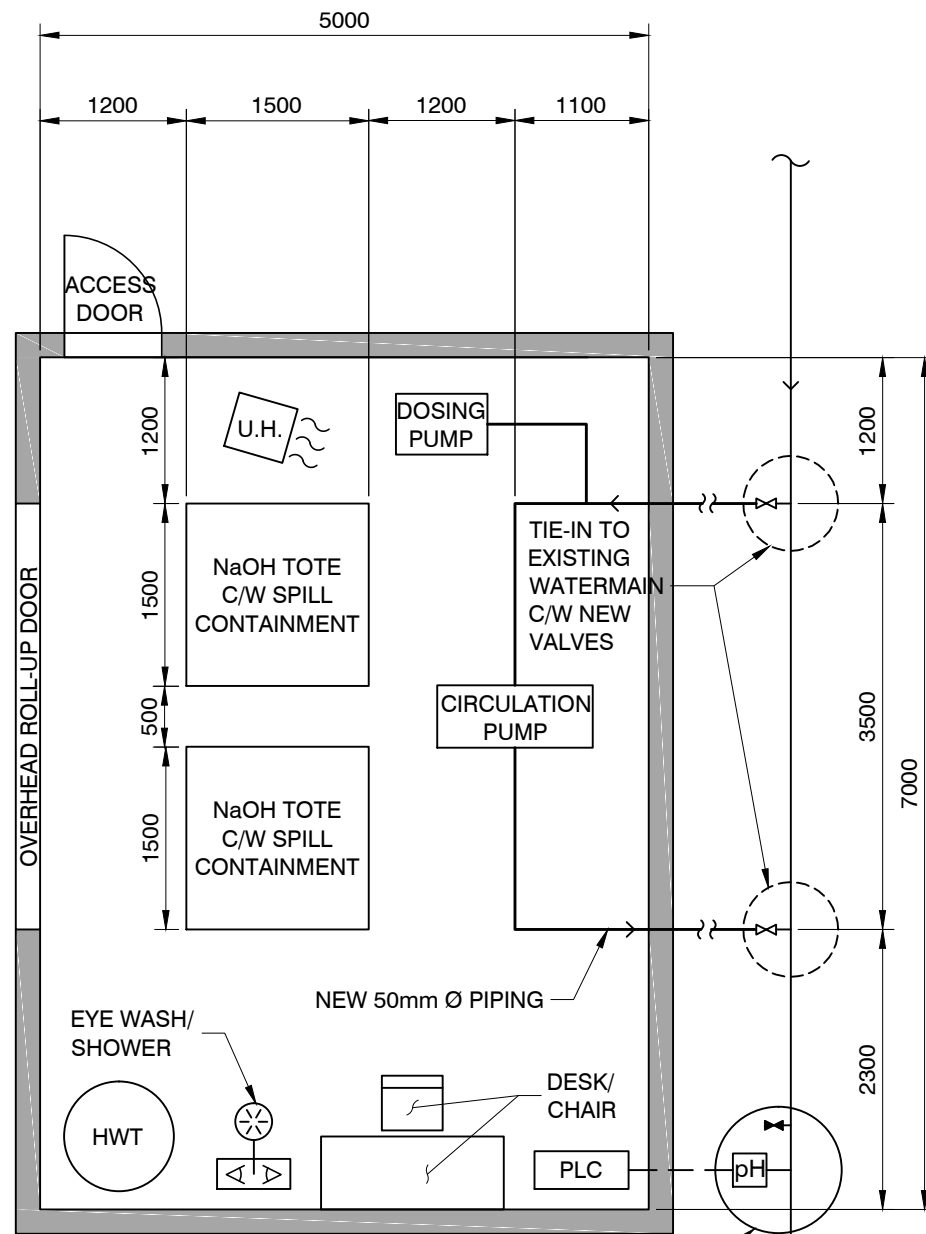 5000
1200
1500
1200
1100
ACCESS
DOOR
1200
U.H.
DOSING
PUMP
1200
OVERHEAD ROLL-UP DOOR
1500
NaOH TOTE
C/W SPILL
CONTAINMENT
TIE-IN TO
EXISTING
WATERMAIN
C/W NEW
VALVES
500
CIRCULATION
PUMP
3500
7000
1500
NaOH TOTE
C/W SPILL
CONTAINMENT
NEW 50mm Ø PIPING
EYE WASH/
SHOWER
2300
HWT
DESK/
CHAIR
PLC
pH